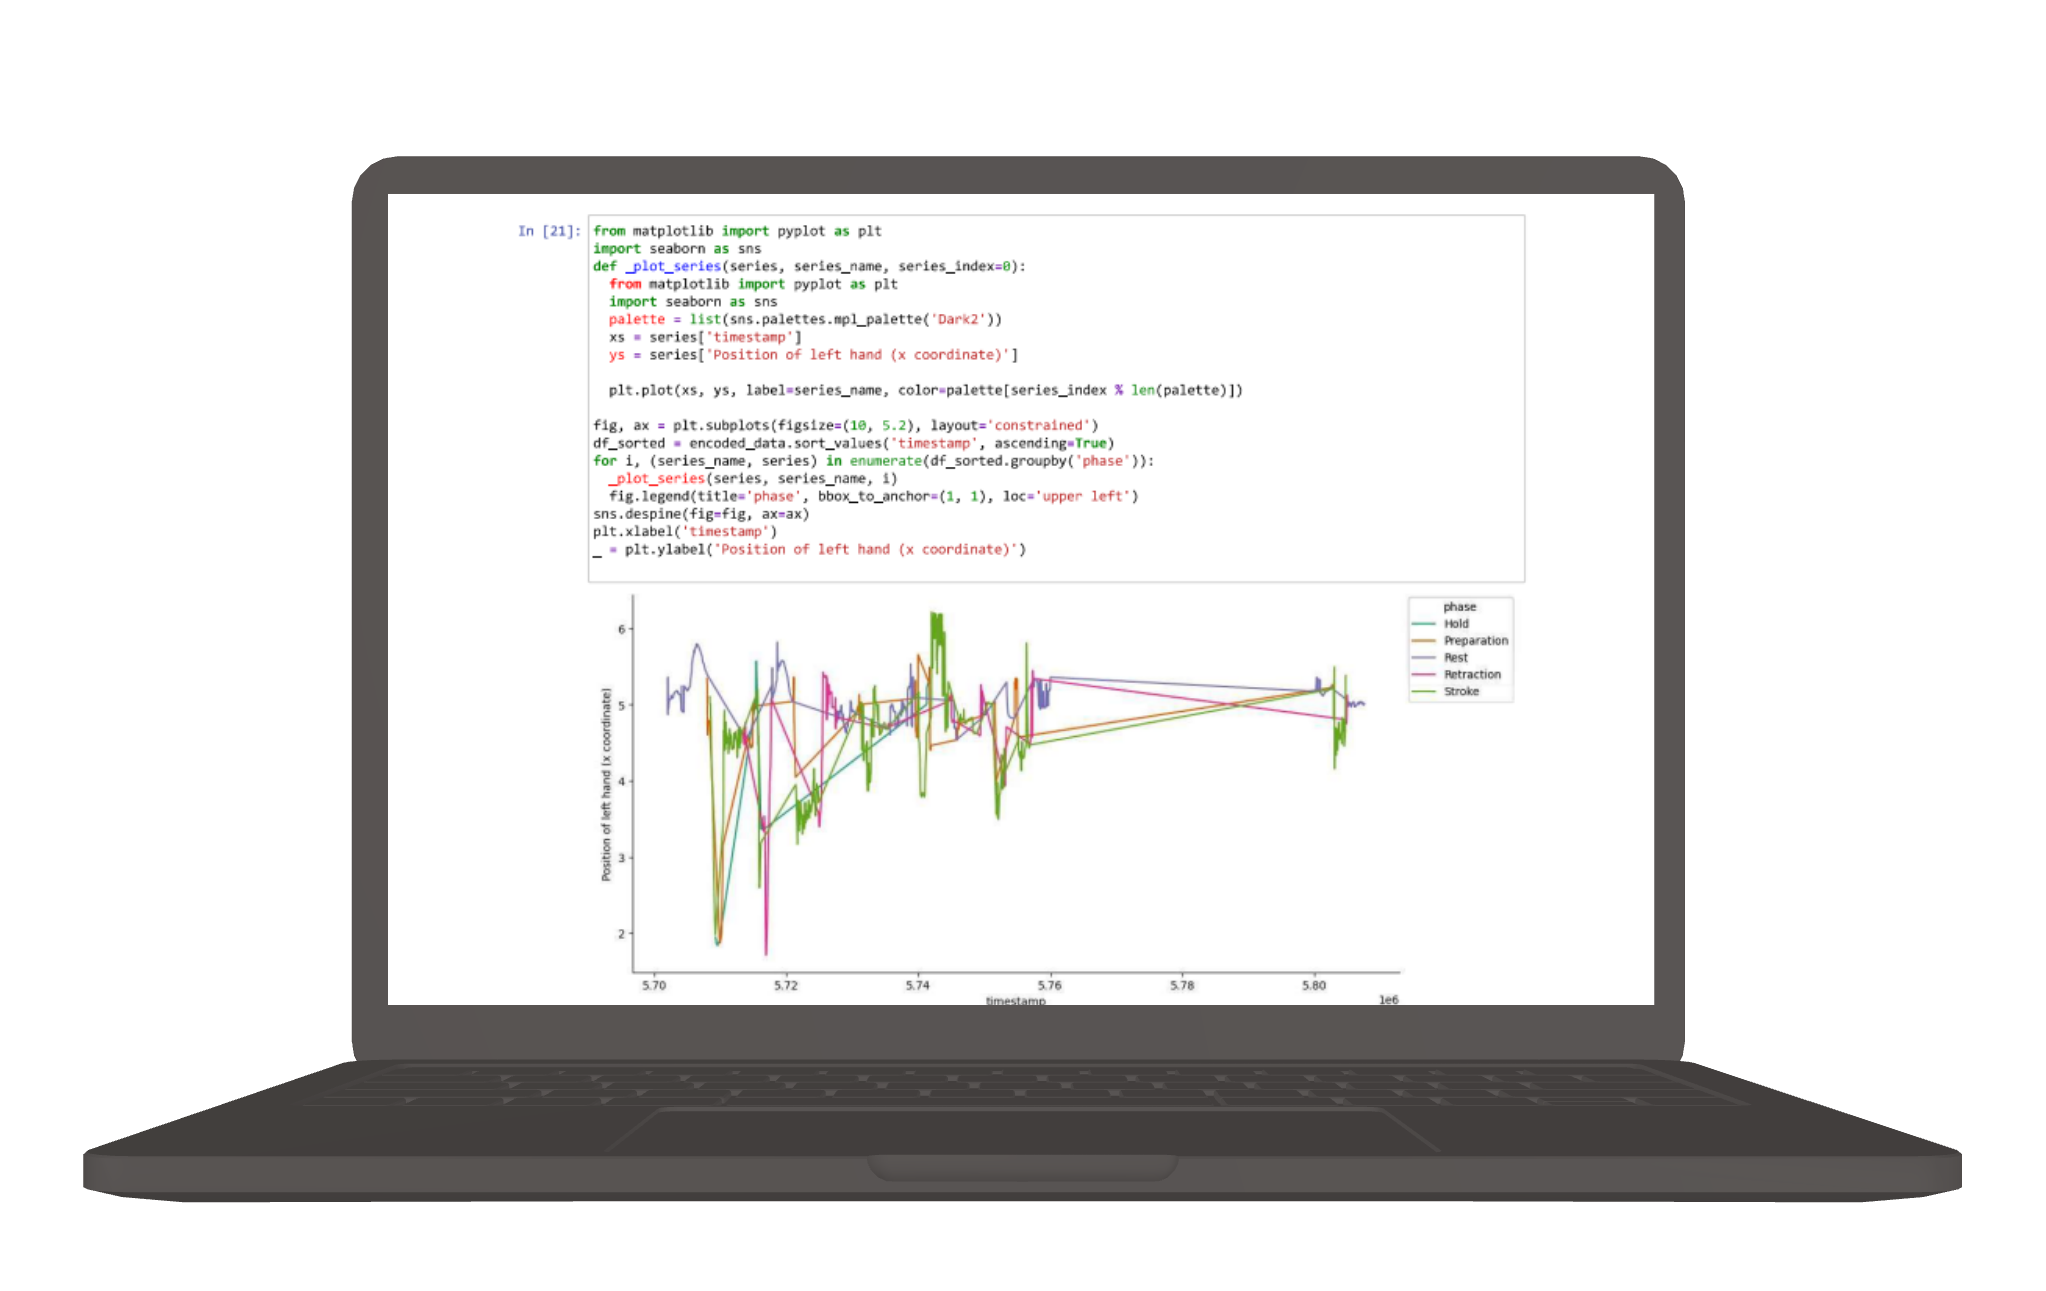 In [21]:
from matplotlib import pyplot as plt
import seaborn as sns
def _plot_series(series, series_name, series_index=0):
  from matplotlib import pyplot as plt
  import seaborn as sns
  palette = list(sns.palettes.mpl_palette('Dark2'))
  xs = series['timestamp']
  ys = series['Position of left hand (x coordinate)']
  plt.plot(xs, ys, label=series_name, color=palette[series_index % len(palette)])
fig, ax = plt.subplots(figsize=(10, 5.2), layout='constrained')
df_sorted = encoded_data.sort_values('timestamp', ascending=True)
for i, (series_name, series) in enumerate(df_sorted.groupby('phase')):
  _plot_series(series, series_name, i)
  fig.legend(title='phase', bbox_to_anchor=(1, 1), loc='upper left')
sns.despine(fig=fig, ax=ax)
plt.xlabel('timestamp')
_ = plt.ylabel('Position of left hand (x coordinate)')
Position of left hand (x coordinate)
6
5
4
3
2
5.70 5.72 5.74 5.76 5.78 5.80
timestamp
1e6
phase
Hold
Preparation
Rest
Retraction
Stroke